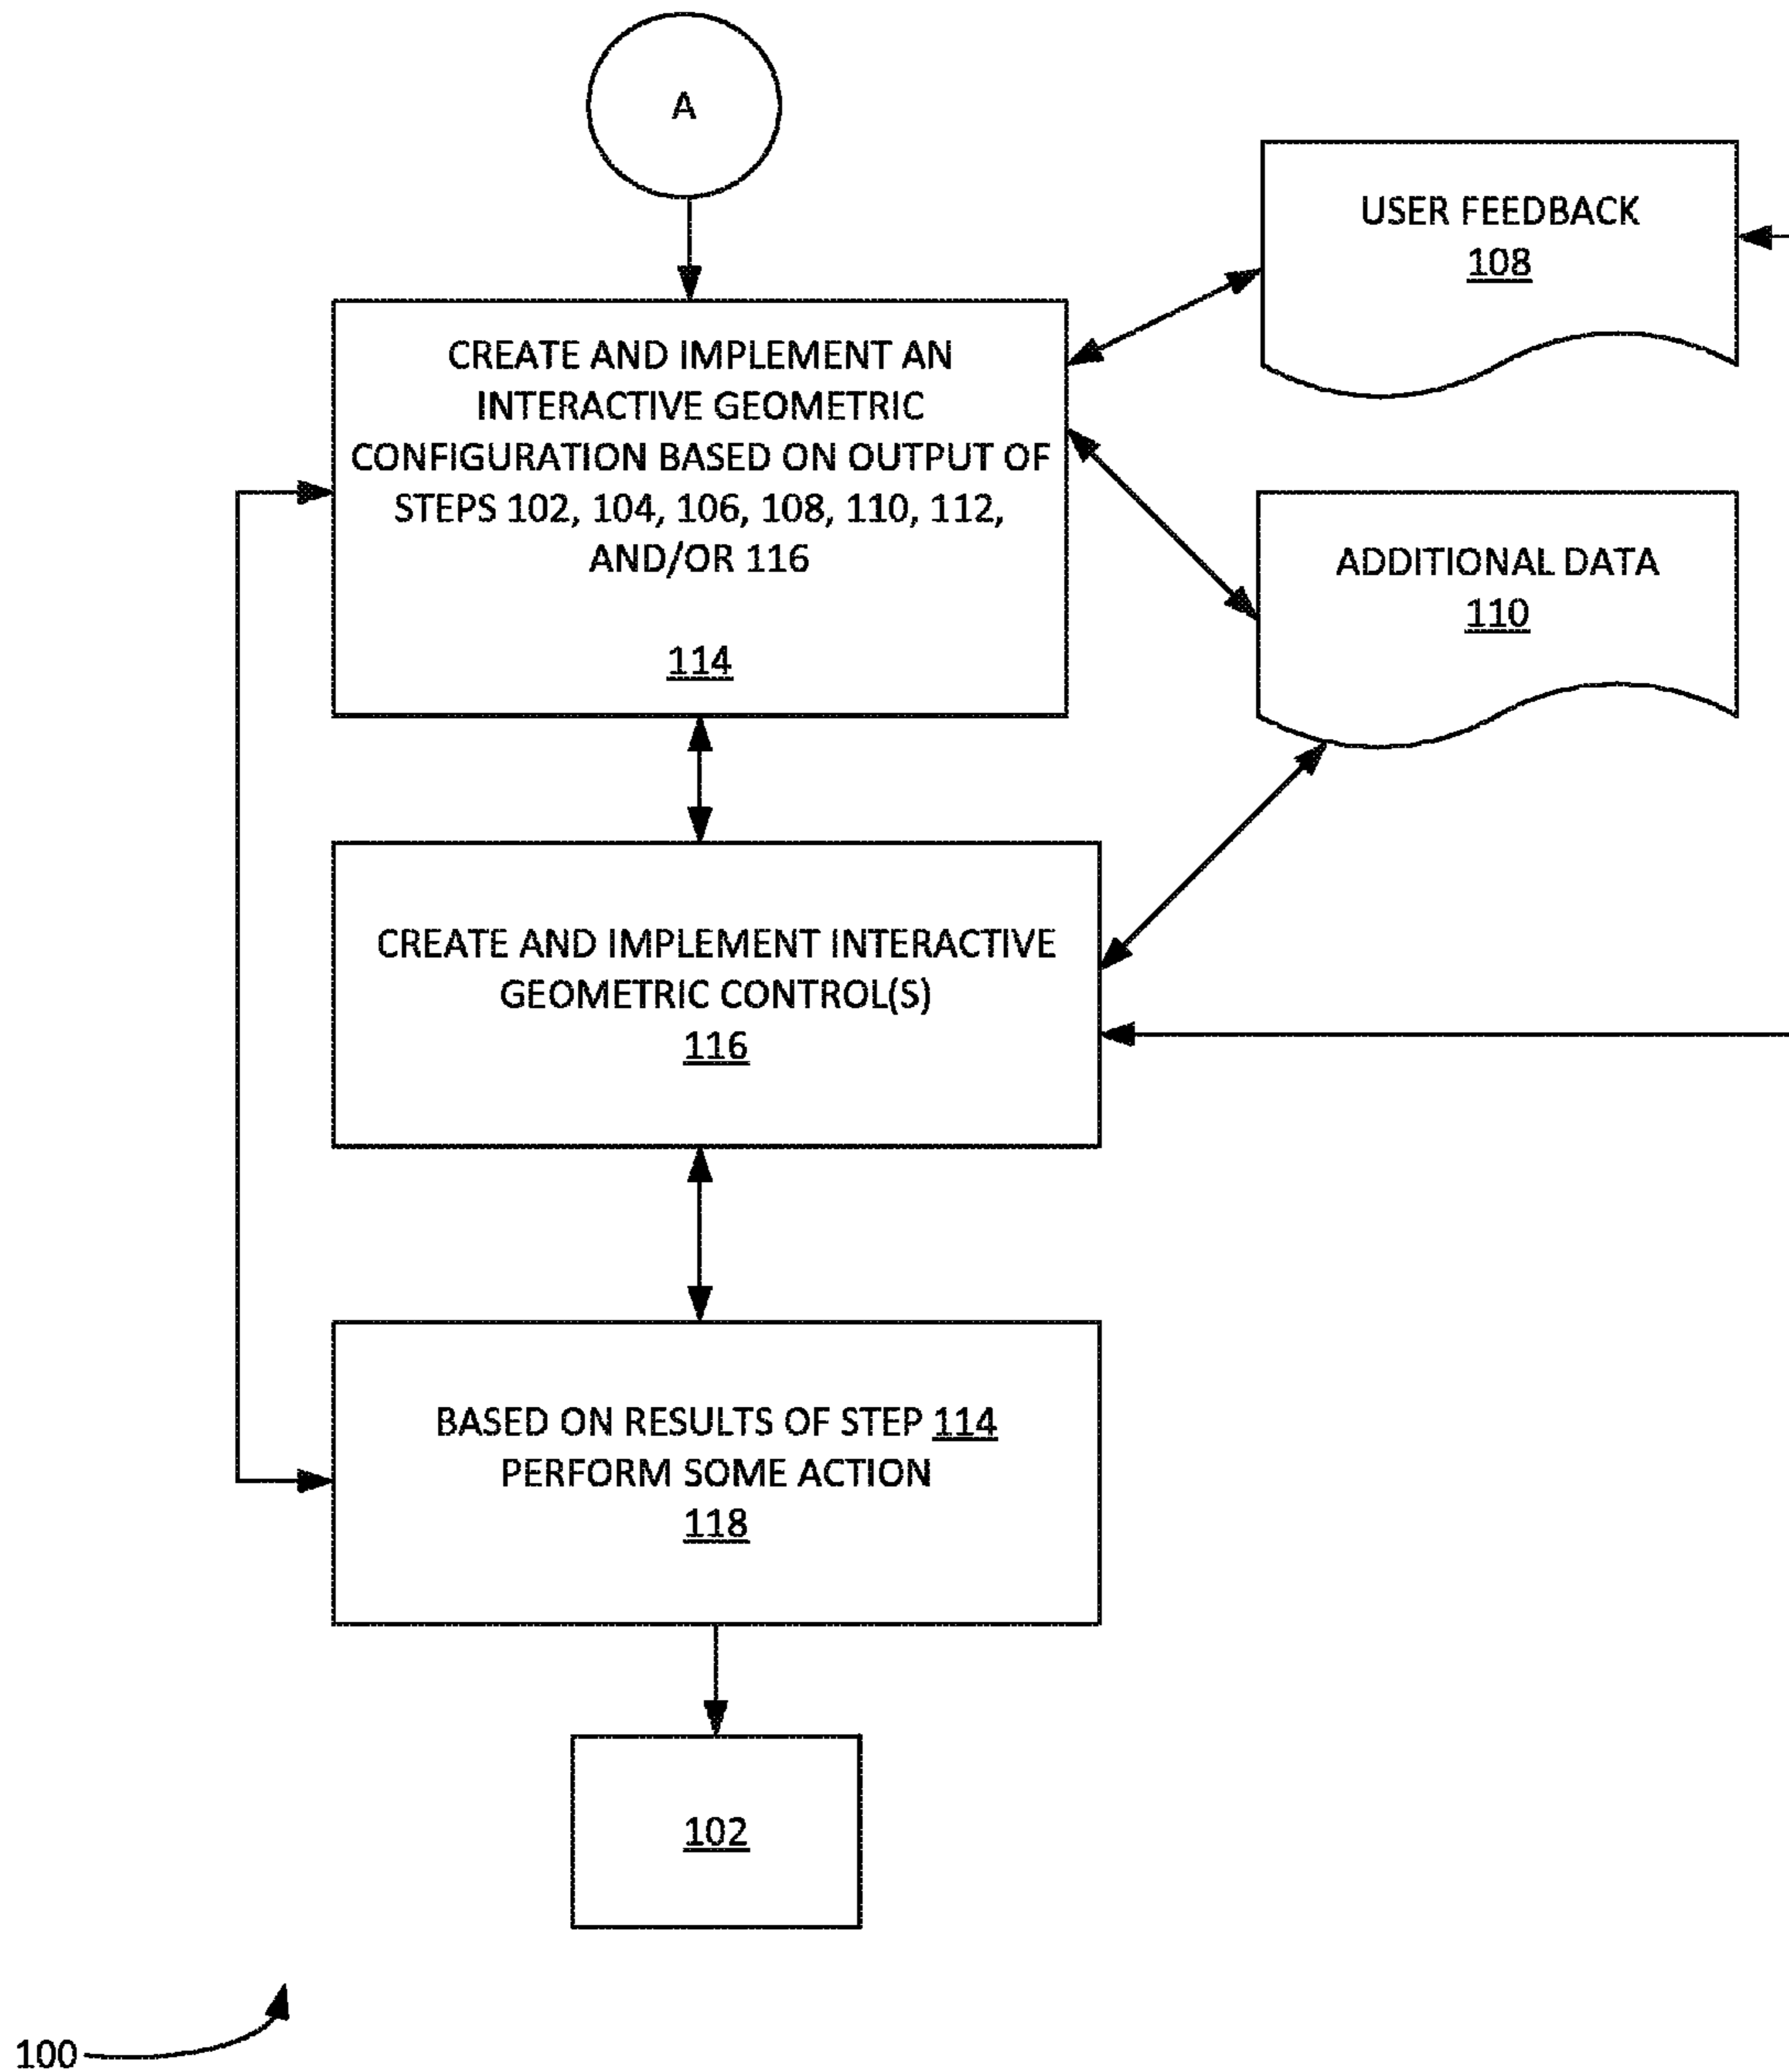 A
USER FEEDBACK
108
CREATE AND IMPLEMENT AN
INTERACTIVE GEOMETRIC
CONFIGURATION BASED ON OUTPUT OF
STEPS 102, 104, 106, 108, 110, 112,
AND/OR 116
114
ADDITIONAL DATA
110
CREATE AND IMPLEMENT INTERACTIVE
GEOMETRIC CONTROL(S)
116
BASED ON RESULTS OF STEP 114
PERFORM SOME ACTION
118
102
100